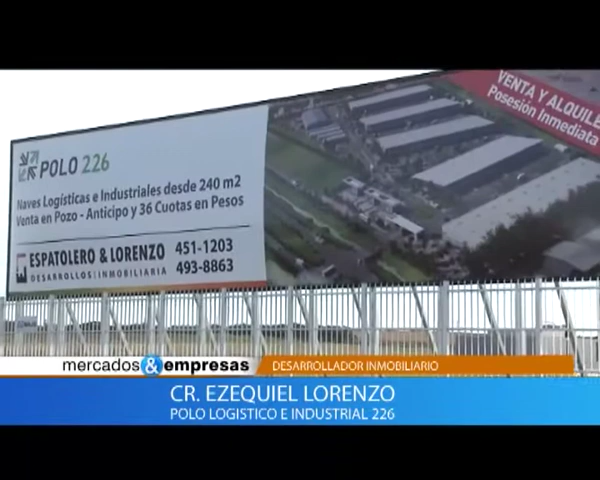 VENTA Y ALQUILE
Posesión Inmediata
POLO 226
Naves Logísticas e Industriales desde 240 m2
Venta en Pozo - Anticipo y 36 Cuotas en Pesos
ESPATOLERO & LORENZO 451-1203
DESARROLLOS INMOBILIARIA 493-8863
mercados&empresas DESARROLLADOR INMOBILIARIO
CR. EZEQUIEL LORENZO
POLO LOGISTICO E INDUSTRIAL 226